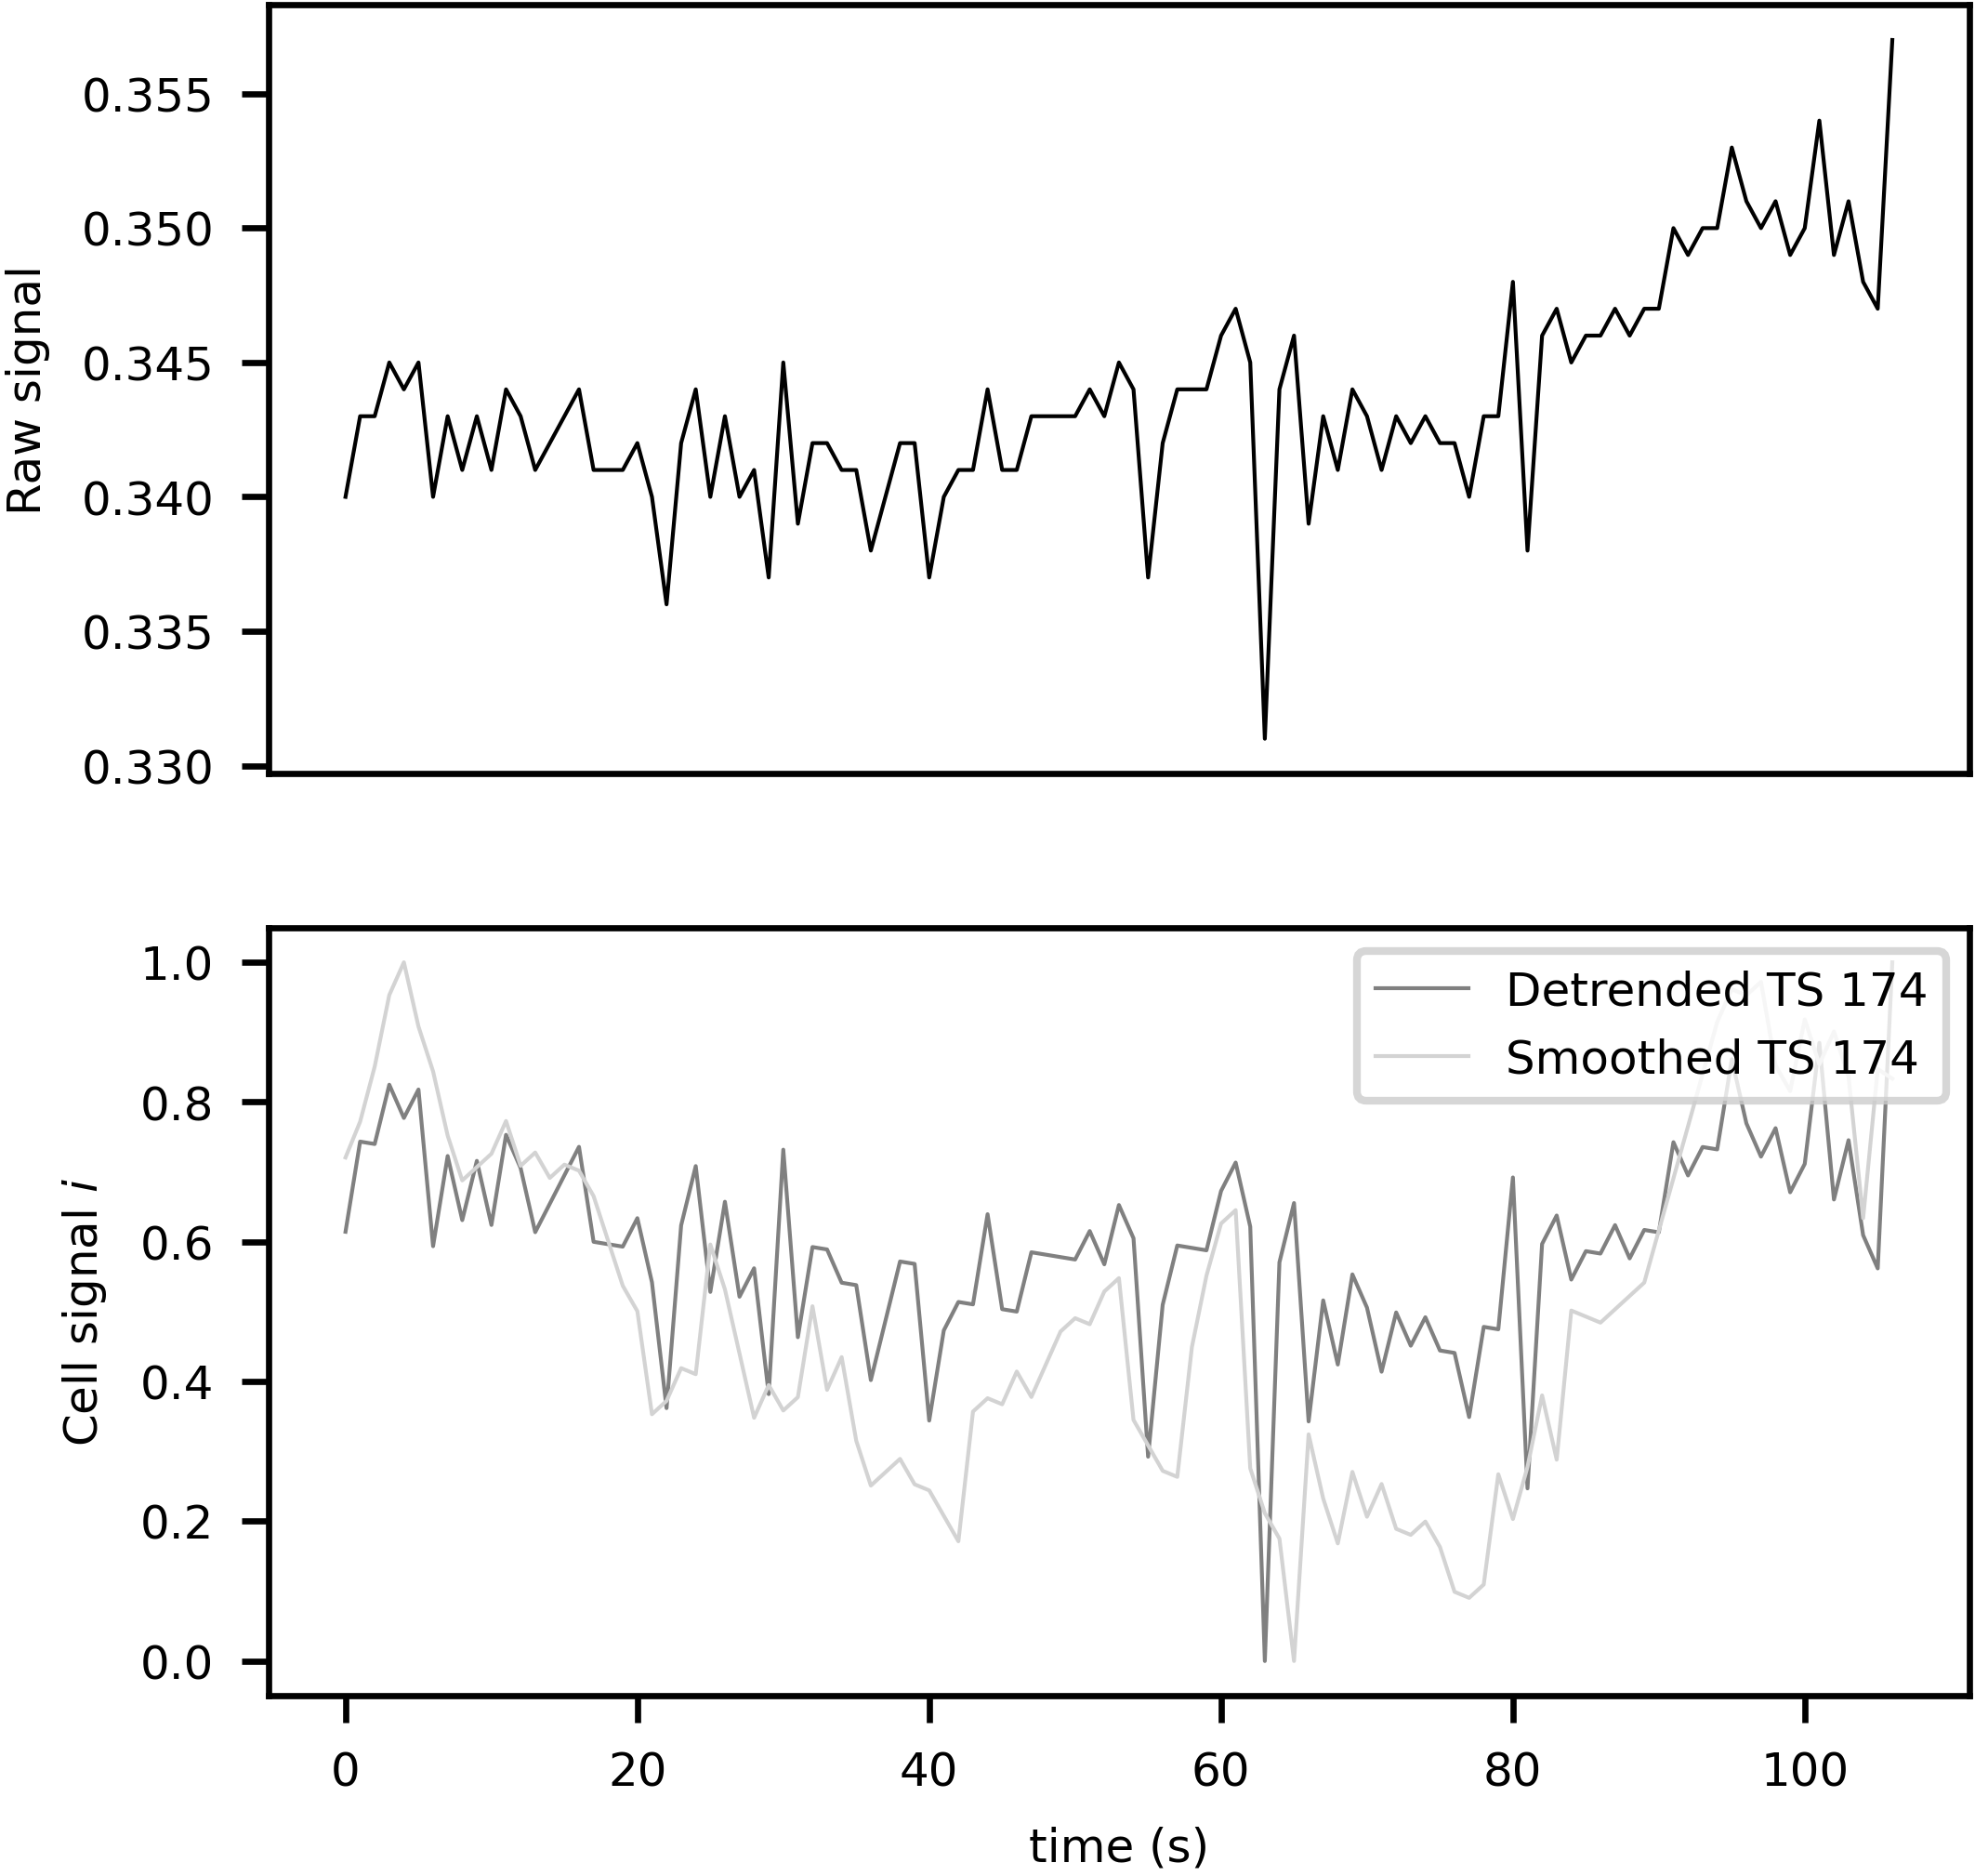 Raw signal
0.355
0.350
0.345
0.340
0.335
0.330
Cell signal i
1.0
0.8
0.6
0.4
0.2
0.0
Detrended TS 174
Smoothed TS 174
0 20 40 60 80 100
time (s)